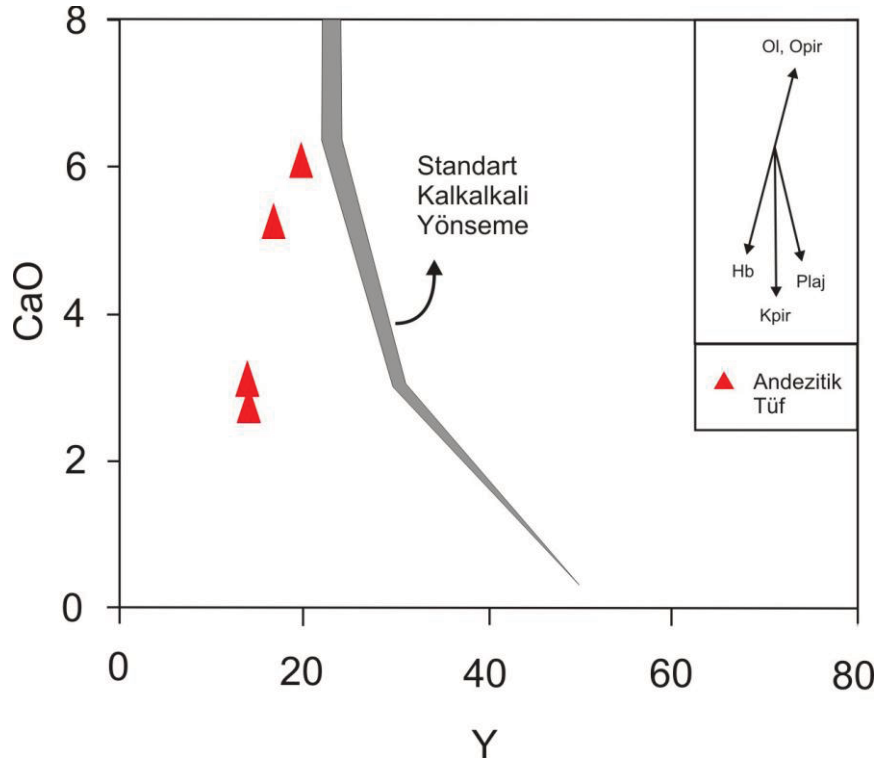 8
6
4
2
0
CaO
0
20
40
60
80
Y
Standart
Kalkalkali
Yönseme
Ol, Opir
Hb
Plaj
Kpir
Andezitik
Tüf